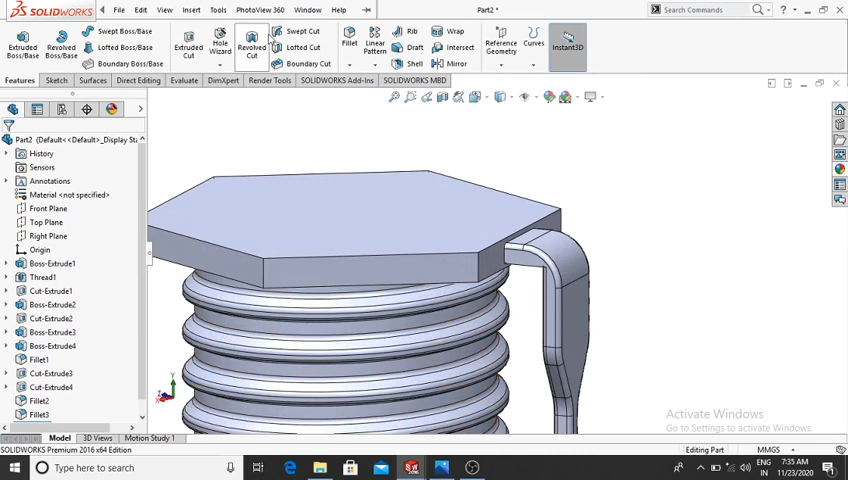 SOLIDWORKS File Edit View Insert Tools PhotoView 360 Window Help Part2 * Search Commands
Extruded Boss/Base Revolved Boss/Base Swept Boss/Base Lofted Boss/Base Boundary Boss/Base Extruded Cut Hole Wizard Revolved Cut Swept Cut Lofted Cut Boundary Cut Fillet Linear Pattern Rib Draft Shell Wrap Intersect Mirror Reference Geometry Curves Instant3D
Features Sketch Surfaces Direct Editing Evaluate DimXpert Render Tools SOLIDWORKS Add-Ins SOLIDWORKS MBD
Part2 (Default<<Default>_Display Sta
History
Sensors
Annotations
Material <not specified>
Front Plane
Top Plane
Right Plane
Origin
Boss-Extrude1
Thread1
Cut-Extrude1
Boss-Extrude2
Cut-Extrude2
Boss-Extrude3
Boss-Extrude4
Fillet1
Cut-Extrude3
Cut-Extrude4
Fillet2
Fillet3
Y
Activate Windows
Go to Settings to activate Windows.
Model 3D Views Motion Study 1
SOLIDWORKS Premium 2016 x64 Edition Editing Part MMGS
Type here to search ENG IN 7:35 AM 11/23/2020